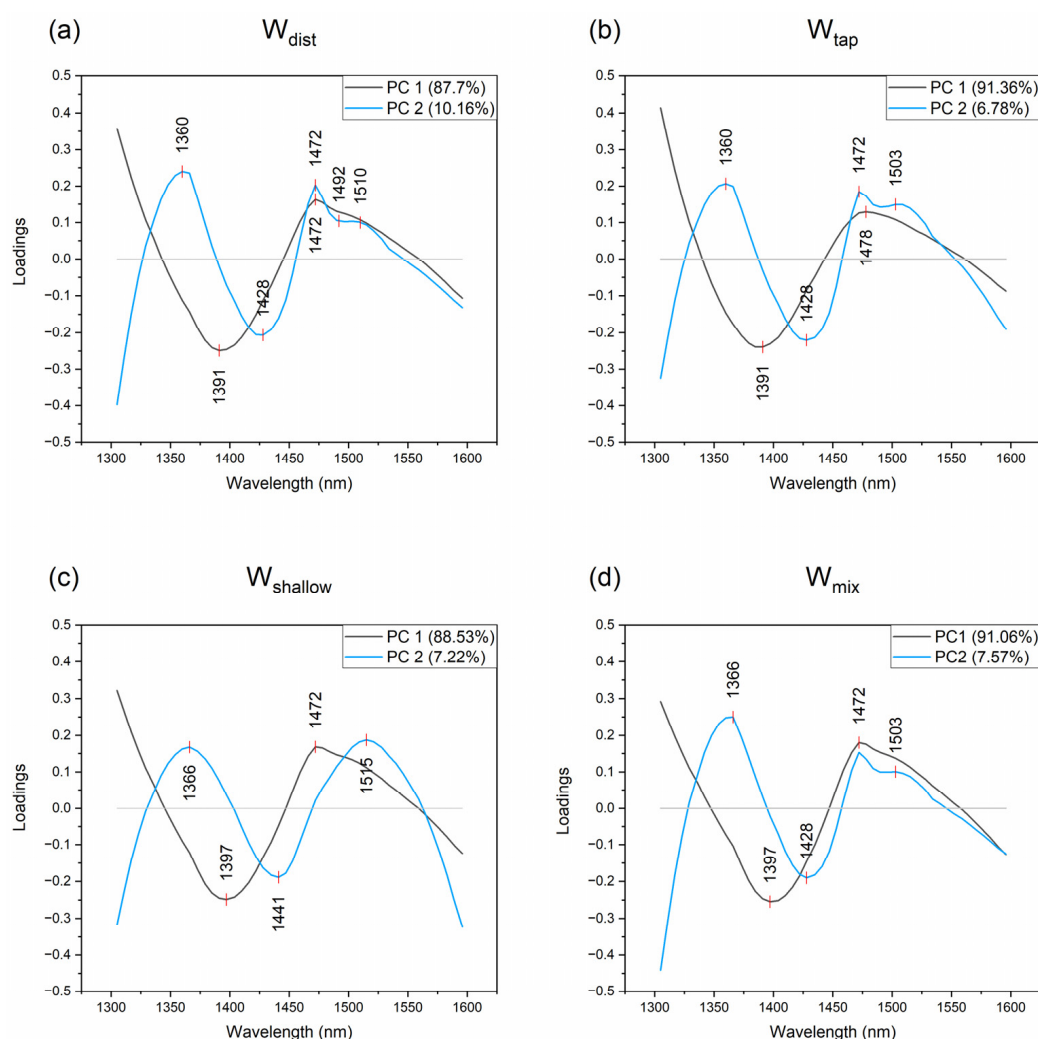 (a)
W_dist
PC 1 (87.7%)
PC 2 (10.16%)
0.5
0.4
0.3
0.2
0.1
0.0
−0.1
−0.2
−0.3
−0.4
−0.5
Loadings
1360
1391
1428
1472
1472
1492
1510
1300 1350 1400 1450 1500 1550 1600
Wavelength (nm)
(b)
W_tap
PC 1 (91.36%)
PC 2 (6.78%)
0.5
0.4
0.3
0.2
0.1
0.0
−0.1
−0.2
−0.3
−0.4
−0.5
Loadings
1360
1391
1428
1472
1478
1503
1300 1350 1400 1450 1500 1550 1600
Wavelength (nm)
(c)
W_shallow
PC 1 (88.53%)
PC 2 (7.22%)
0.5
0.4
0.3
0.2
0.1
0.0
−0.1
−0.2
−0.3
−0.4
−0.5
Loadings
1366
1397
1441
1472
1515
1300 1350 1400 1450 1500 1550 1600
Wavelength (nm)
(d)
W_mix
PC1 (91.06%)
PC2 (7.57%)
0.5
0.4
0.3
0.2
0.1
0.0
−0.1
−0.2
−0.3
−0.4
−0.5
Loadings
1366
1397
1428
1472
1503
1300 1350 1400 1450 1500 1550 1600
Wavelength (nm)